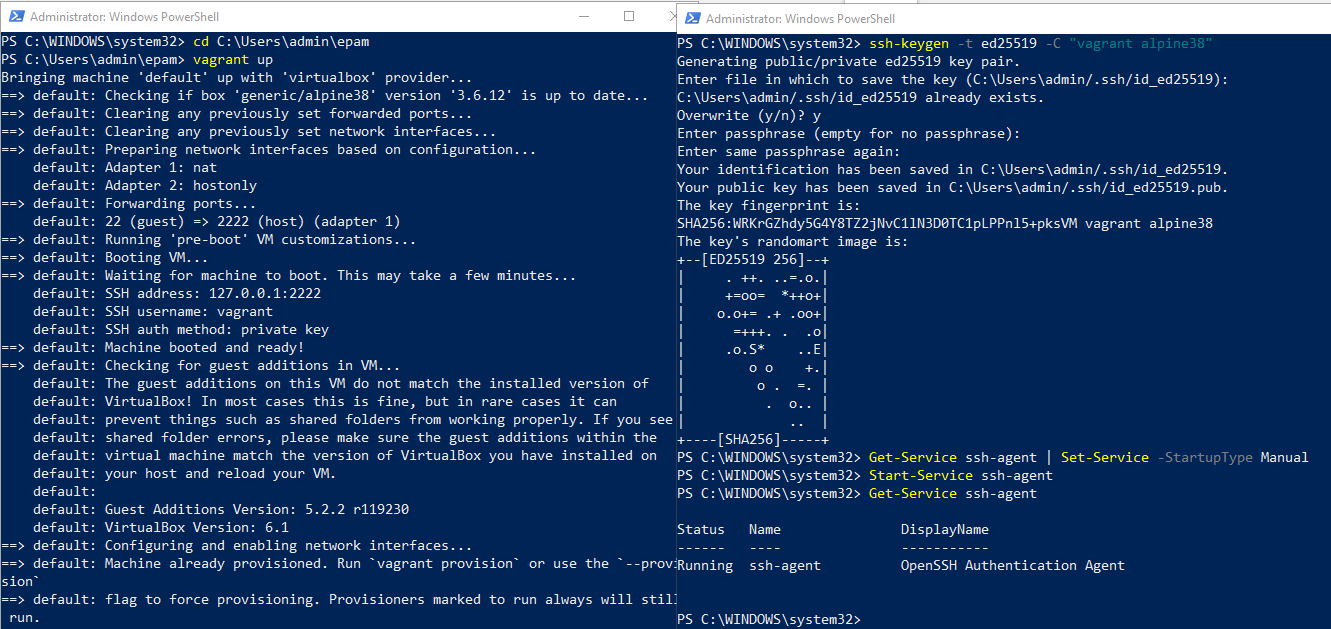 Administrator: Windows PowerShell
PS C:\WINDOWS\system32> cd C:\Users\admin\epam
PS C:\Users\admin\epam> vagrant up
Bringing machine 'default' up with 'virtualbox' provider...
==> default: Checking if box 'generic/alpine38' version '3.6.12' is up to date...
==> default: Clearing any previously set forwarded ports...
==> default: Clearing any previously set network interfaces...
==> default: Preparing network interfaces based on configuration...
    default: Adapter 1: nat
    default: Adapter 2: hostonly
==> default: Forwarding ports...
    default: 22 (guest) => 2222 (host) (adapter 1)
==> default: Running 'pre-boot' VM customizations...
==> default: Booting VM...
==> default: Waiting for machine to boot. This may take a few minutes...
    default: SSH address: 127.0.0.1:2222
    default: SSH username: vagrant
    default: SSH auth method: private key
==> default: Machine booted and ready!
==> default: Checking for guest additions in VM...
    default: The guest additions on this VM do not match the installed version of
    default: VirtualBox! In most cases this is fine, but in rare cases it can
    default: prevent things such as shared folders from working properly. If you see
    default: shared folder errors, please make sure the guest additions within the
    default: virtual machine match the version of VirtualBox you have installed on
    default: your host and reload your VM.
    default:
    default: Guest Additions Version: 5.2.2 r119230
    default: VirtualBox Version: 6.1
==> default: Configuring and enabling network interfaces...
==> default: Machine already provisioned. Run `vagrant provision` or use the `--provi
sion`
==> default: flag to force provisioning. Provisioners marked to run always will still
 run.
Administrator: Windows PowerShell
PS C:\WINDOWS\system32> ssh-keygen -t ed25519 -C "vagrant alpine38"
Generating public/private ed25519 key pair.
Enter file in which to save the key (C:\Users\admin/.ssh/id_ed25519):
C:\Users\admin/.ssh/id_ed25519 already exists.
Overwrite (y/n)? y
Enter passphrase (empty for no passphrase):
Enter same passphrase again:
Your identification has been saved in C:\Users\admin/.ssh/id_ed25519.
Your public key has been saved in C:\Users\admin/.ssh/id_ed25519.pub.
The key fingerprint is:
SHA256:WRKrGZhdy5G4Y8TZ2jNvC1lN3D0TC1pLPPnl5+pksVM vagrant alpine38
The key's randomart image is:
+--[ED25519 256]--+
|     . ++. ..=.o.|
|     +=oo=  *++o+|
|    o.o+= .+ .oo+|
|      =+++. .  .o|
|     .o.S*    ..E|
|        o o    +.|
|         o .  =. |
|          .  o.. |
|             ..  |
+----[SHA256]-----+
PS C:\WINDOWS\system32> Get-Service ssh-agent | Set-Service -StartupType Manual
PS C:\WINDOWS\system32> Start-Service ssh-agent
PS C:\WINDOWS\system32> Get-Service ssh-agent
Status   Name               DisplayName
------   ----               -----------
Running  ssh-agent          OpenSSH Authentication Agent
PS C:\WINDOWS\system32>